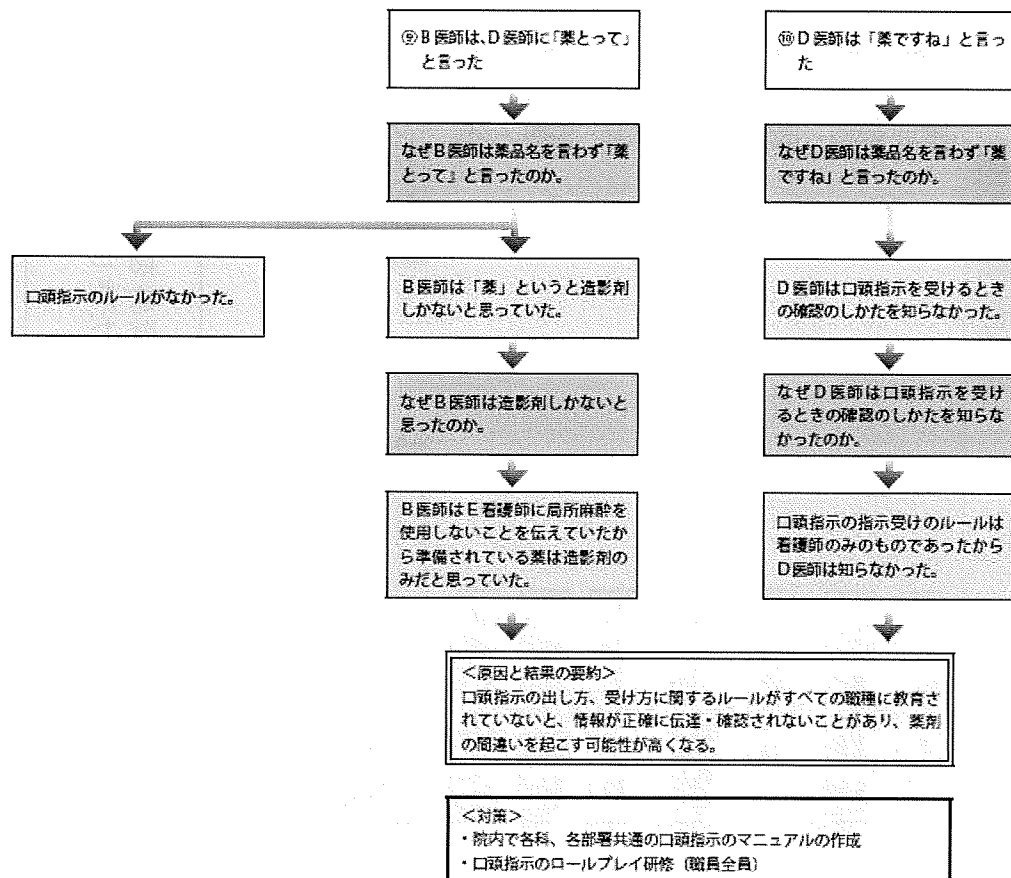 ⑨B医師は、D医師に「薬とって」
と言った
⑩D医師は「薬ですね」と言っ
た
なぜB医師は薬品名を言わず「薬
とって」と言ったのか。
なぜD医師は薬品名を言わず「薬
ですね」と言ったのか。
口頭指示のルールがなかった。
B医師は「薬」というと造影剤
しかないと思っていた。
D医師は口頭指示を受けるとき
の確認のしかたを知らなかった。
なぜB医師は造影剤しかないと
思ったのか。
なぜD医師は口頭指示を受け
るときの確認のしかたを知らな
かったのか。
B医師はE看護師に局所麻酔を
使用しないことを伝えていたか
ら準備されている薬は造影剤の
みだと思っていた。
口頭指示の指示受けのルールは
看護師のみのものであったから
D医師は知らなかった。
<原因と結果の要約>
口頭指示の出し方、受け方に関するルールがすべての職種に教育さ
れていないと、情報が正確に伝達・確認されないことがあり、薬剤
の間違いを起こす可能性が高くなる。
<対策>
・院内で各科、各部署共通の口頭指示のマニュアルの作成
・口頭指示のロールプレイ研修（職員全員）